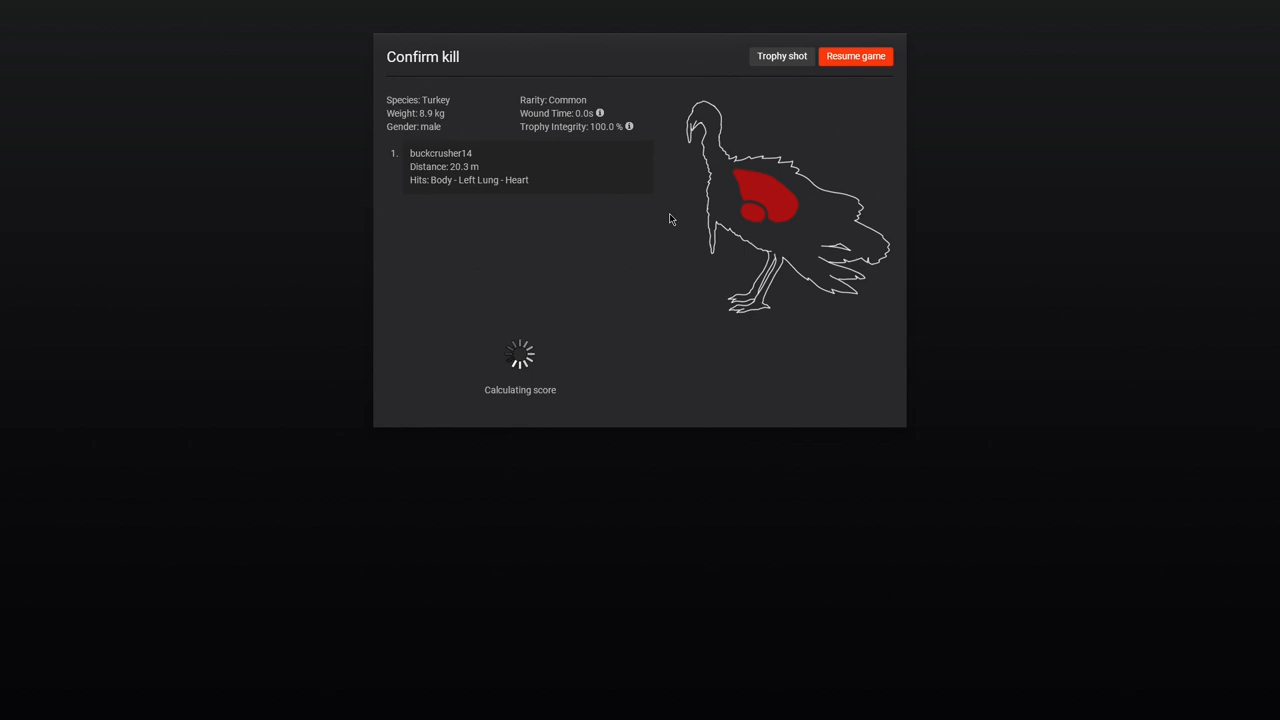 Confirm kill
Trophy shot
Resume game
Species: Turkey
Weight: 8.9 kg
Gender: male
Rarity: Common
Wound Time: 0.0s
Trophy Integrity: 100.0 %
1.
buckcrusher14
Distance: 20.3 m
Hits: Body - Left Lung - Heart
Calculating score